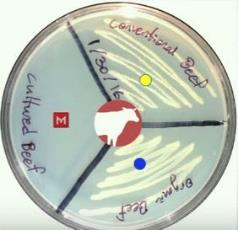 Conventional Beef
1/30/16
Cultured Beef
M
Organic Beef